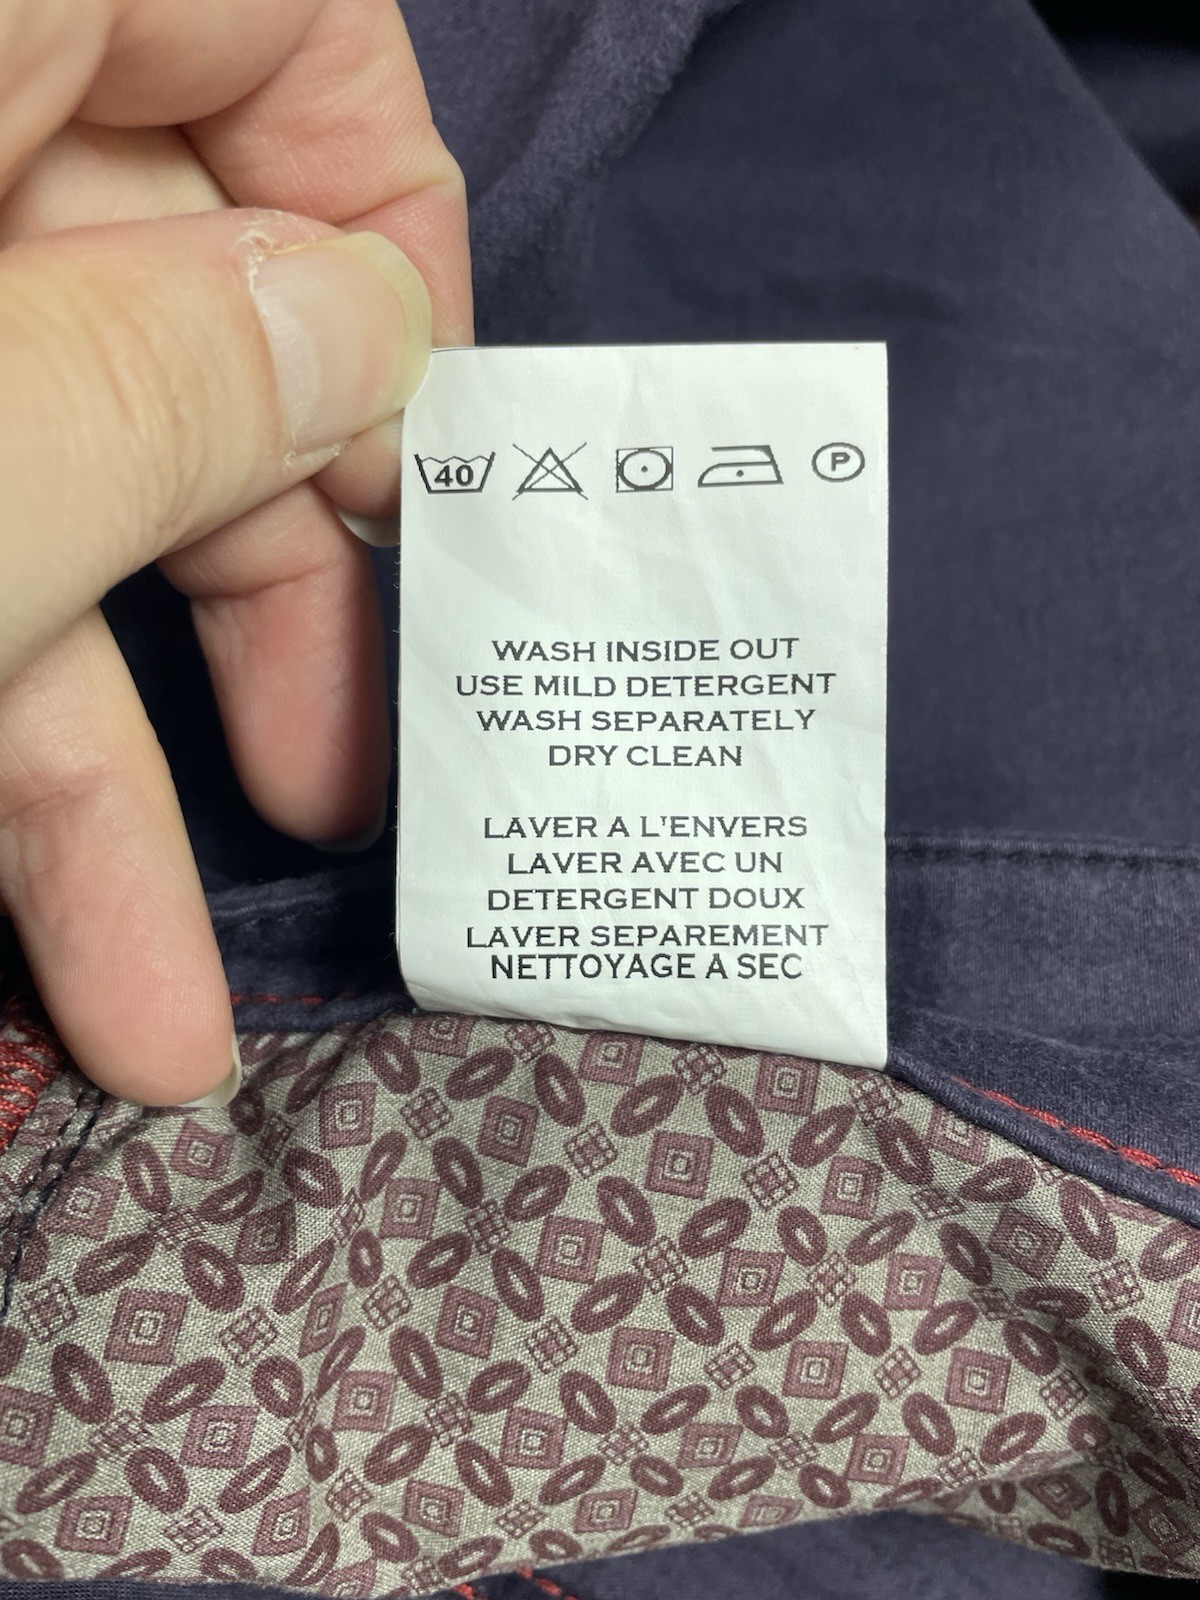 40 P
WASH INSIDE OUT
USE MILD DETERGENT
WASH SEPARATELY
DRY CLEAN
LAVER A L'ENVERS
LAVER AVEC UN
DETERGENT DOUX
LAVER SEPAREMENT
NETTOYAGE A SEC